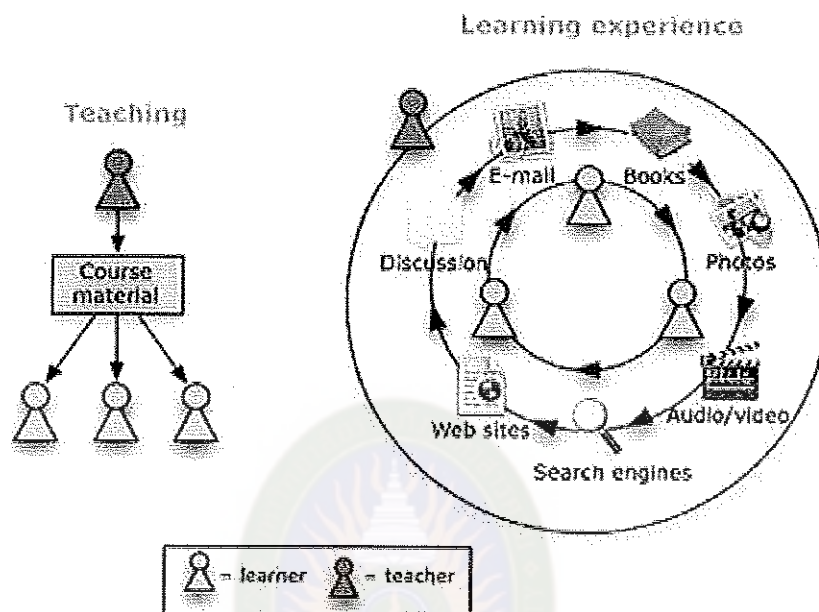 Learning experience
Teaching
E-mail
Books
Course
material
Discussion
Photos
Web sites
Audio/video
Search engines
= learner
= teacher